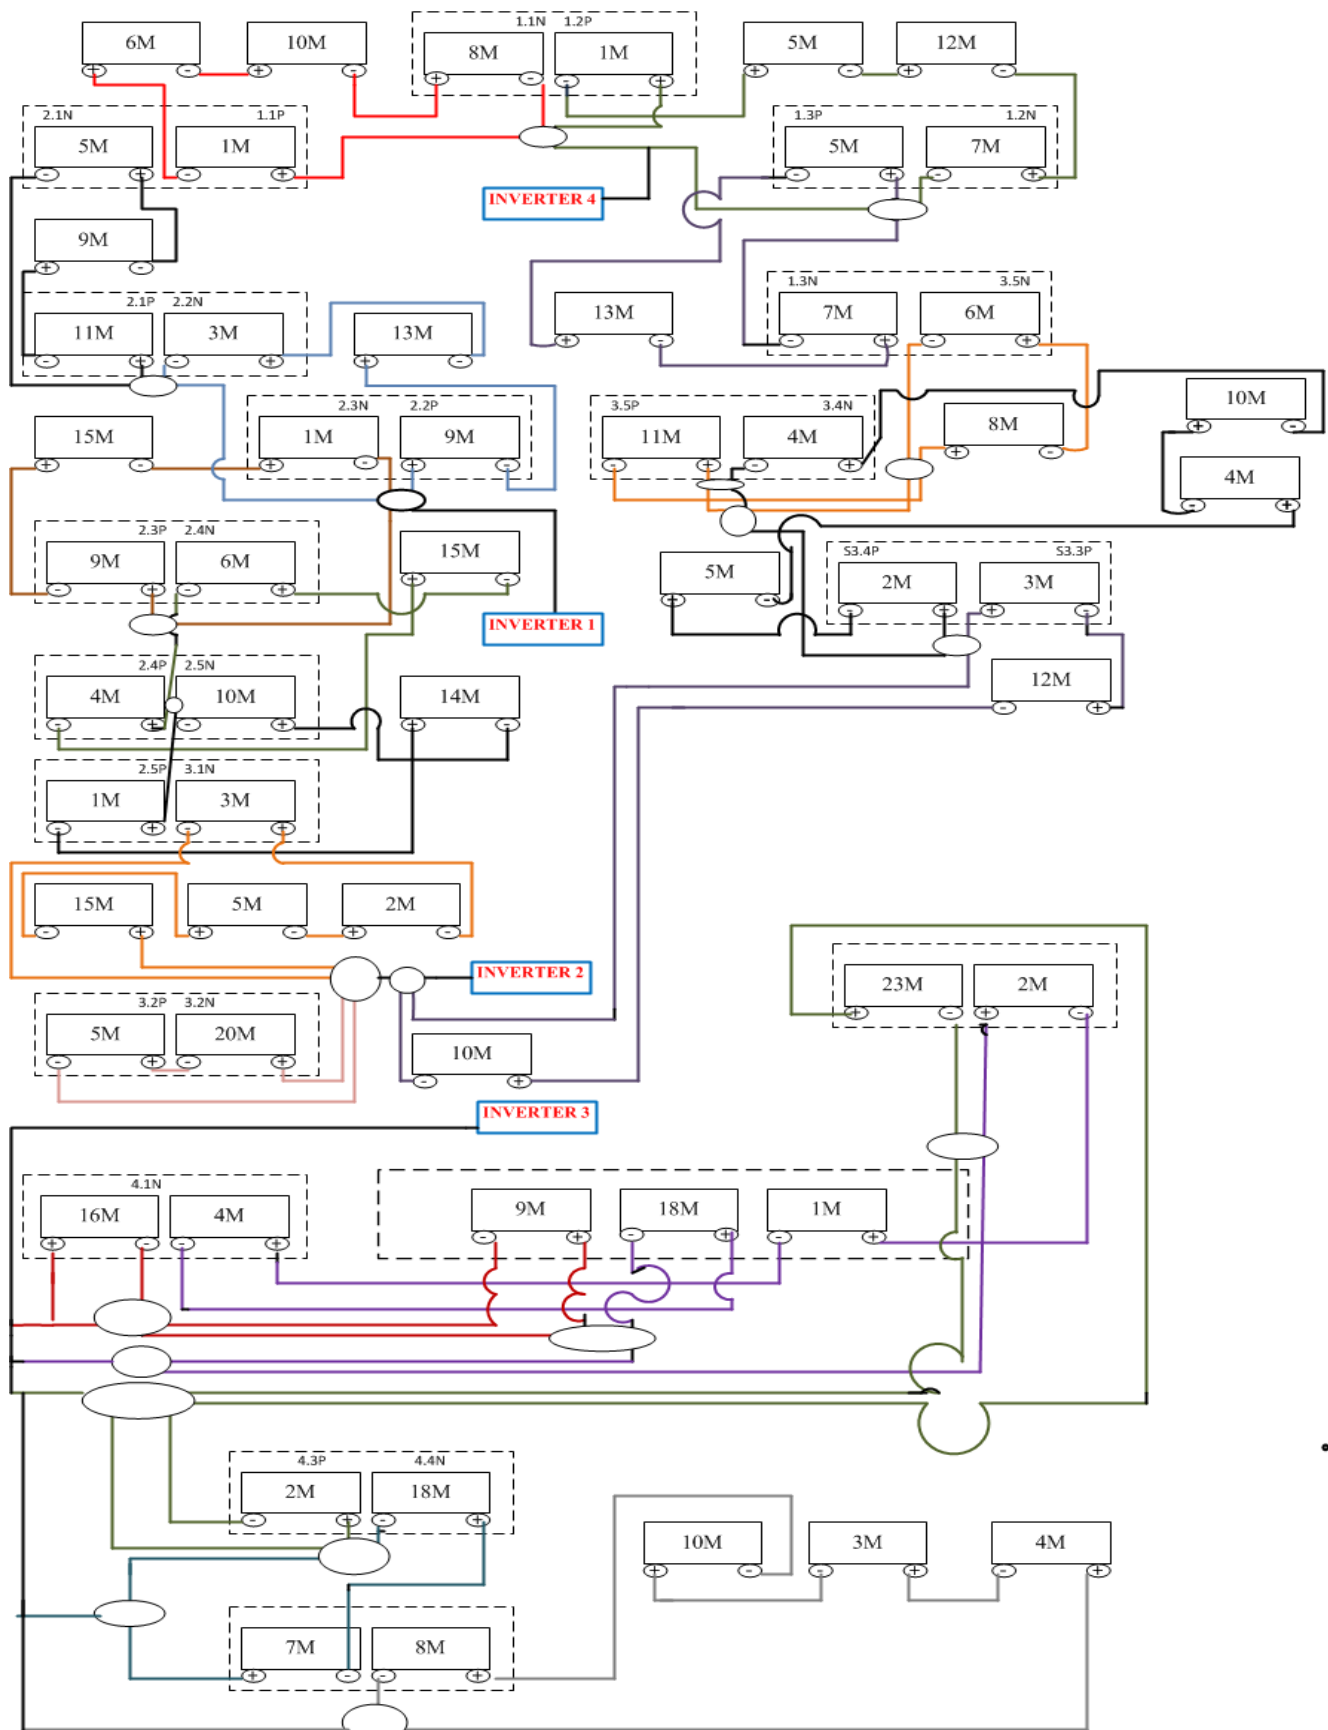 1.1N 1.2P
6M 10M 8M 1M 5M 12M
+ - + - + - - + + - + -
2.1N 1.1P 1.3P 1.2N
5M 1M 5M 7M
- + - + - + - +
INVERTER 4
9M
+ -
2.1P 2.2N 1.3N 3.5N
11M 3M 13M 13M 7M 6M
- + - + + - + - - + - +
2.3N 2.2P 3.5P 3.4N
15M 1M 9M 11M 4M 8M 10M
+ - + - + - - + - + + - + -
4M
- +
2.3P 2.4N 15M S3.4P S3.3P
9M 6M + - 5M 2M 3M
- + - + + - - + + -
INVERTER 1
2.4P 2.5N
4M 10M 14M 12M
- + - + + - - +
2.5P 3.1N
1M 3M
- + - +
15M 5M 2M
- + + - + -
INVERTER 2
23M 2M
+ - + -
3.2P 3.2N
5M 20M 10M
- + - + - +
INVERTER 3
4.1N
16M 4M 9M 18M 1M
+ - - + - + - + - +
4.3P 4.4N
2M 18M
- + - +
10M 3M 4M
+ - - + - +
7M 8M
+ - - +